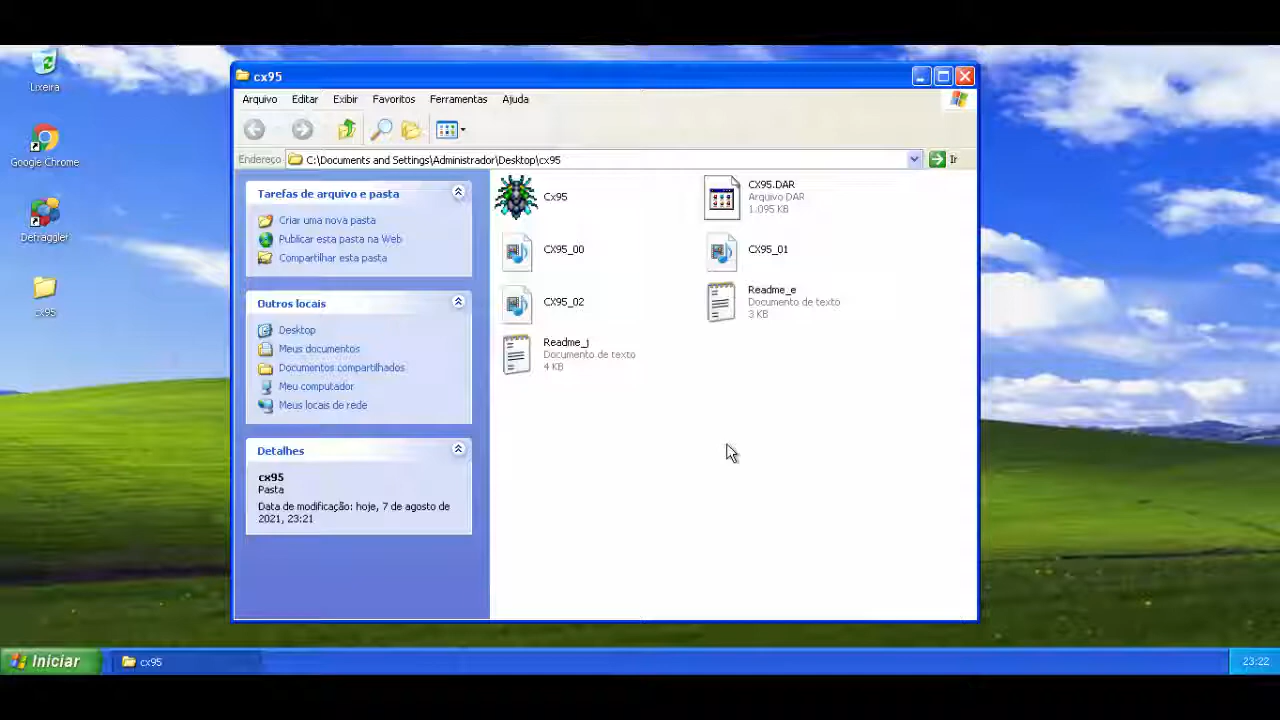 Lixeira
Google Chrome
Defraggler
cx95
cx95
Arquivo Editar Exibir Favoritos Ferramentas Ajuda
Endereço C:\Documents and Settings\Administrador\Desktop\cx95 Ir
Tarefas de arquivo e pasta
Criar uma nova pasta
Publicar esta pasta na Web
Compartilhar esta pasta
Outros locais
Desktop
Meus documentos
Documentos compartilhados
Meu computador
Meus locais de rede
Detalhes
cx95
Pasta
Data de modificação: hoje, 7 de agosto de
2021, 23:21
Cx95
CX95.DAR
Arquivo DAR
1.095 KB
CX95_00
CX95_01
CX95_02
Readme_e
Documento de texto
3 KB
Readme_j
Documento de texto
4 KB
Iniciar
cx95
23:22